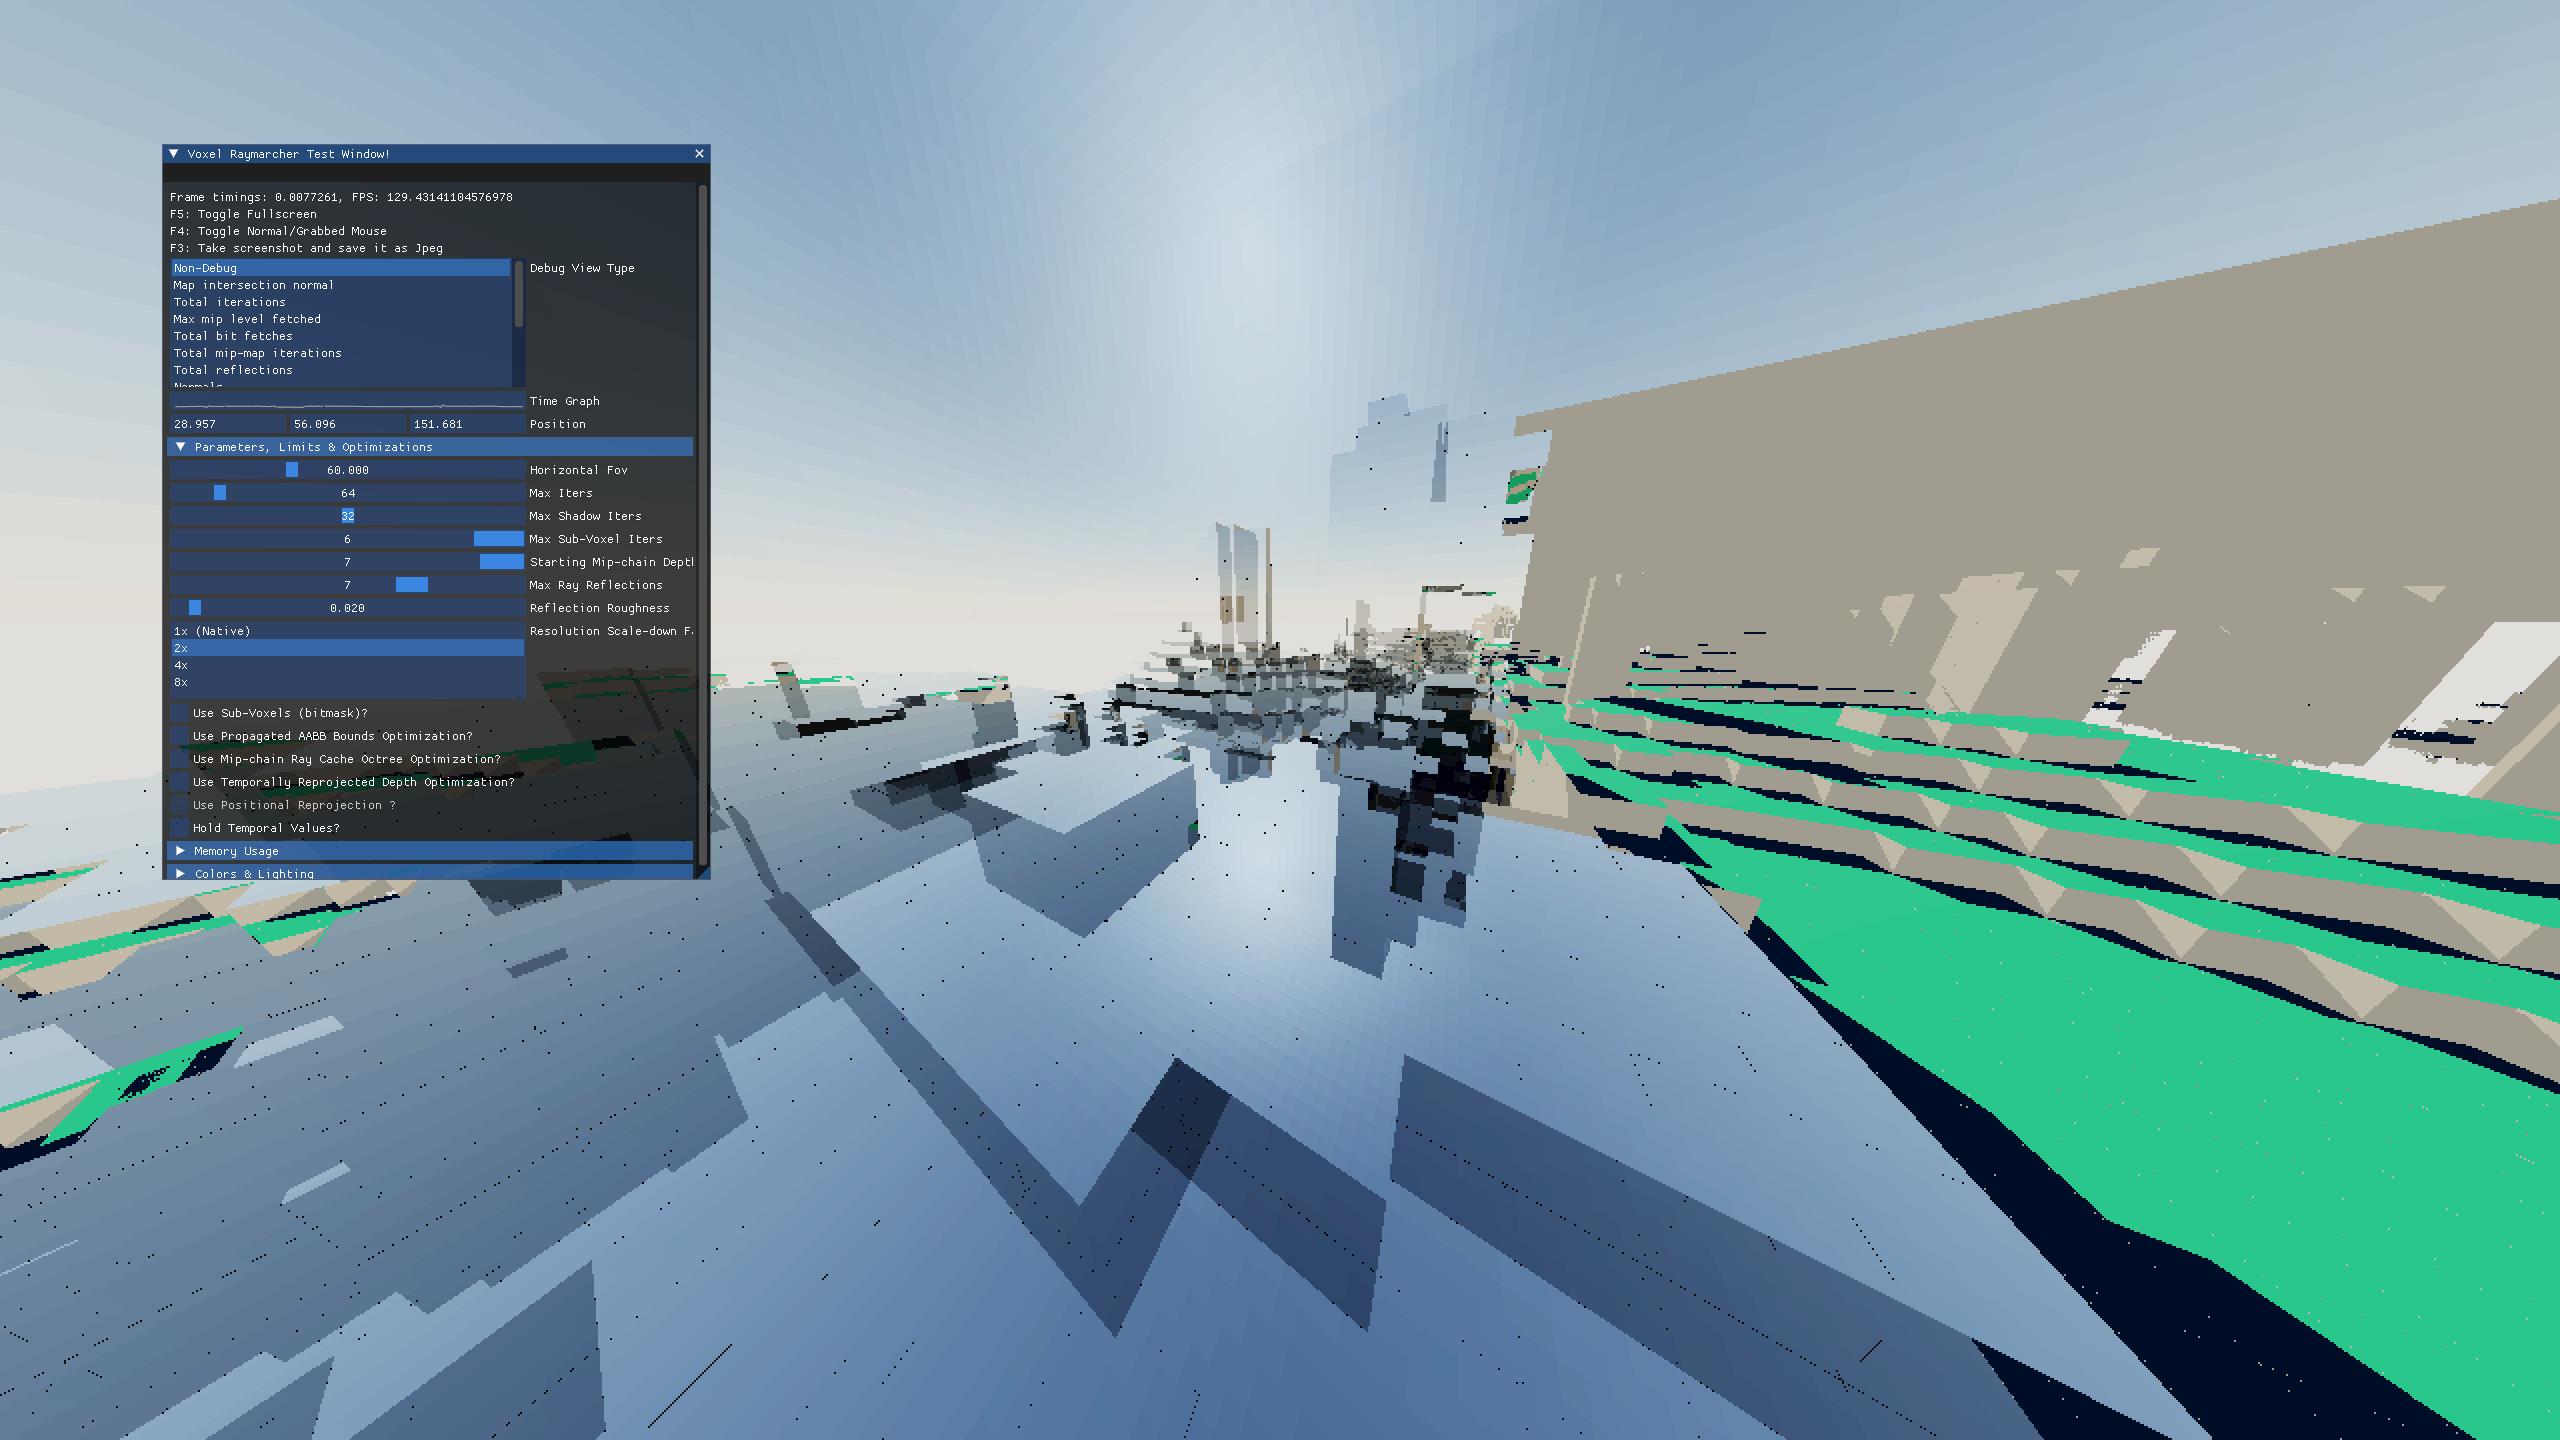 Voxel Raymarcher Test Window!
Frame timings: 0.0077261, FPS: 129.43141104576978
F5: Toggle Fullscreen
F4: Toggle Normal/Grabbed Mouse
F3: Take screenshot and save it as Jpeg
Non-Debug Debug View Type
Map intersection normal
Total iterations
Max mip level fetched
Total bit fetches
Total mip-map iterations
Total reflections
Normals
Time Graph
28.957 56.096 151.681 Position
Parameters, Limits & Optimizations
60.000 Horizontal Fov
64 Max Iters
32 Max Shadow Iters
6 Max Sub-Voxel Iters
7 Starting Mip-chain Depth
7 Max Ray Reflections
0.020 Reflection Roughness
1x (Native) Resolution Scale-down F.
2x
4x
8x
Use Sub-Voxels (bitmask)?
Use Propagated AABB Bounds Optimization?
Use Mip-chain Ray Cache Octree Optimization?
Use Temporally Reprojected Depth Optimization?
Use Positional Reprojection ?
Hold Temporal Values?
Memory Usage
Colors & Lighting